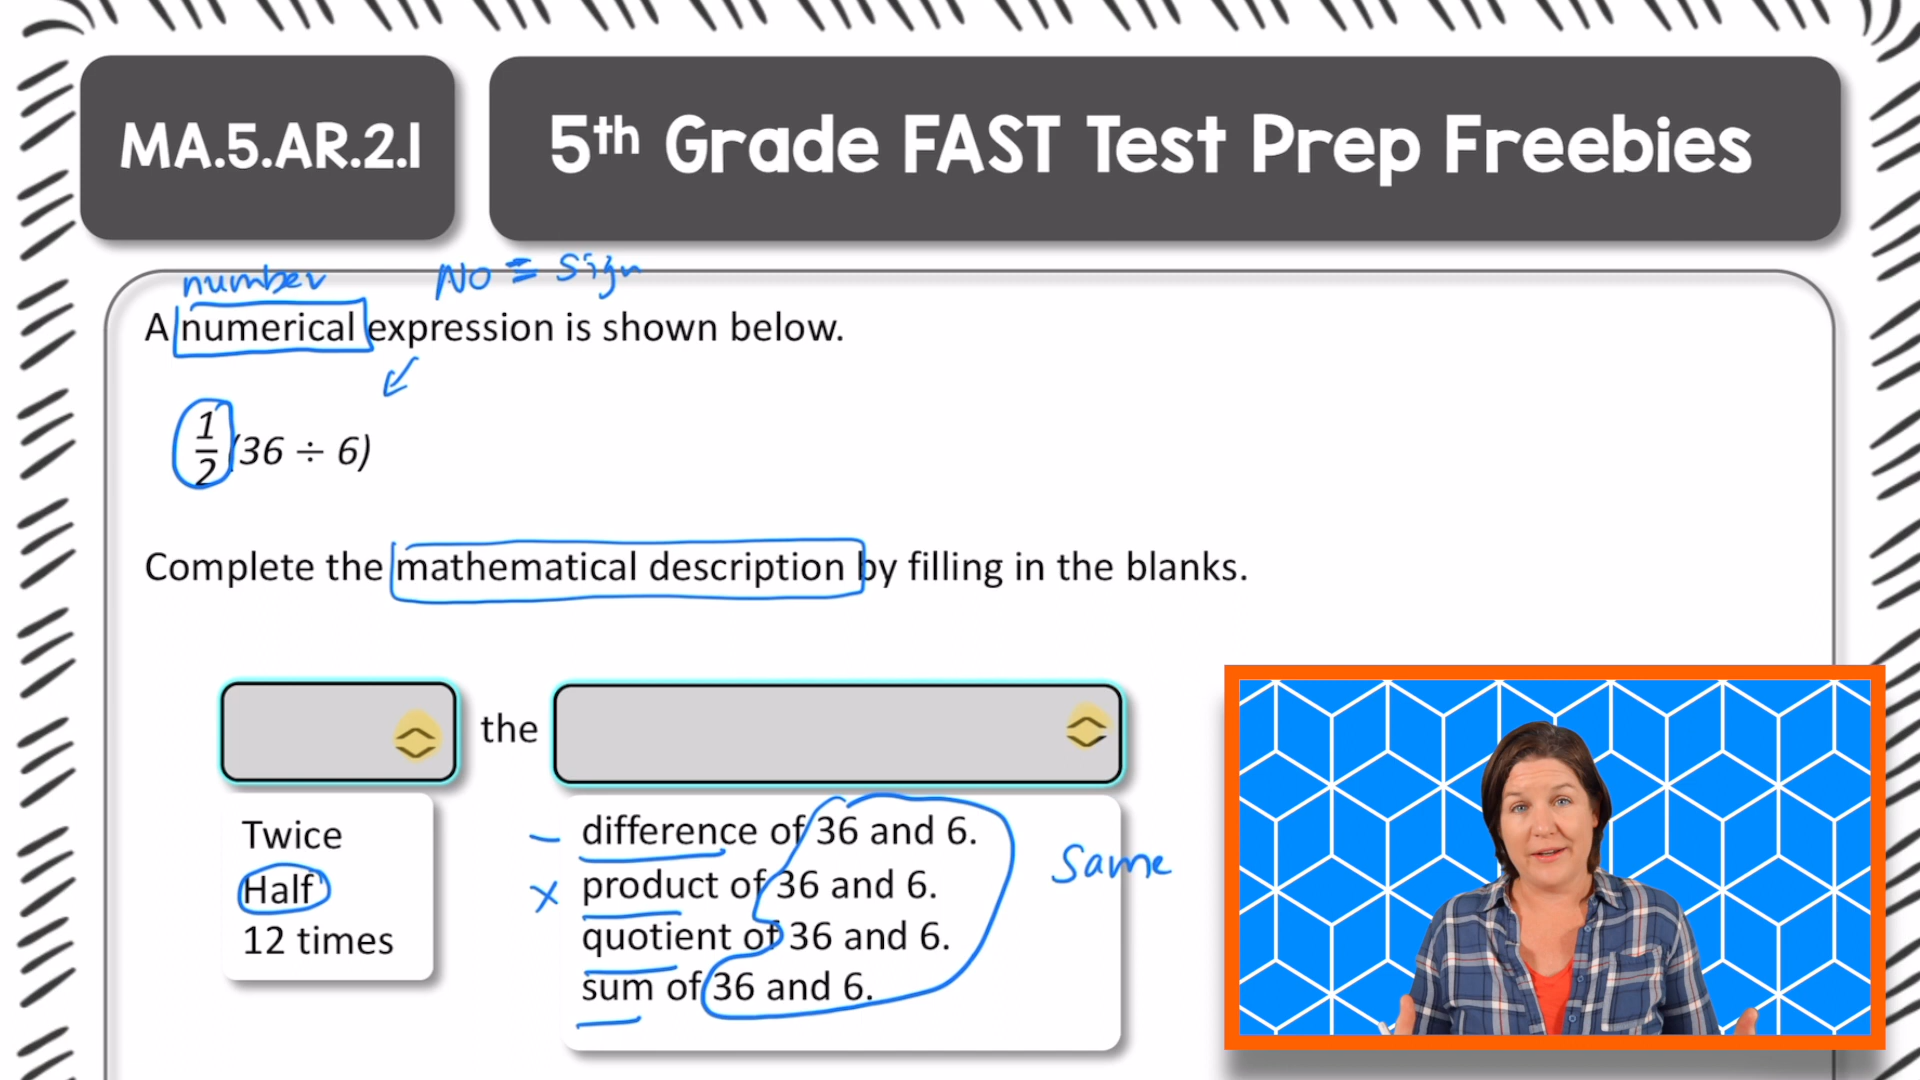 MA.5.AR.2.1
5th Grade FAST Test Prep Freebies
number
No = sign
A numerical expression is shown below.
1/2(36 ÷ 6)
Complete the mathematical description by filling in the blanks.
the
Twice
Half
12 times
− difference of 36 and 6.
x product of 36 and 6.
quotient of 36 and 6.
sum of 36 and 6.
Same